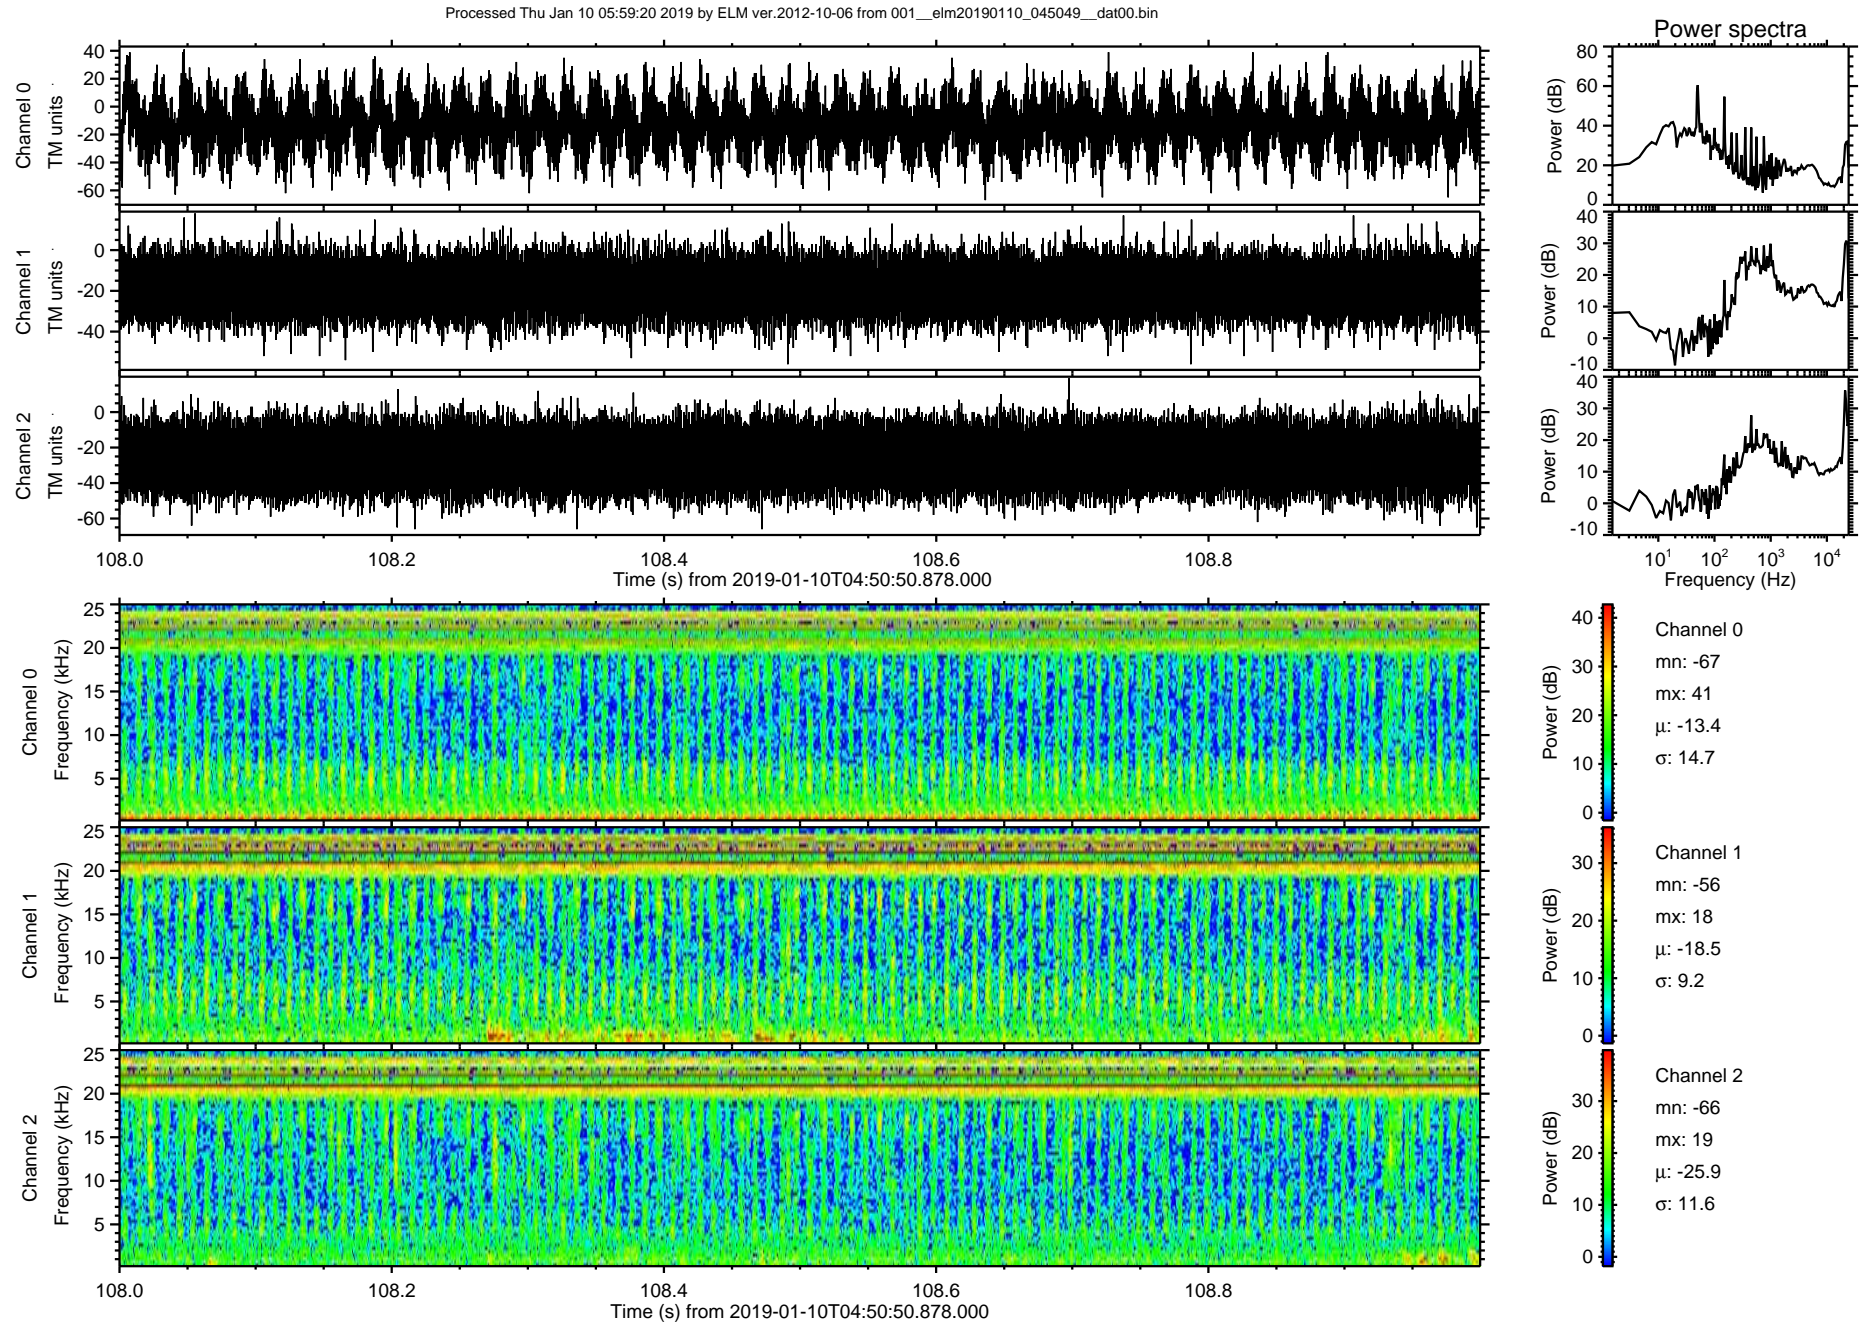 Processed Thu Jan 10 05:59:20 2019 by ELM ver.2012-10-06 from 001__elm20190110_045049__dat00.bin
Power spectra
Channel 0
TM units
40
20
0
-20
-40
-60
Power (dB)
80
60
40
20
0
Channel 1
TM units
0
-20
-40
Power (dB)
40
30
20
10
0
-10
Channel 2
TM units
0
-20
-40
-60
Power (dB)
40
30
20
10
0
-10
108.0 108.2 108.4 108.6 108.8
Time (s) from 2019-01-10T04:50:50.878.000
10¹ 10² 10³ 10⁴
Frequency (Hz)
Channel 0
Frequency (kHz)
25
20
15
10
5
Power (dB)
40
30
20
10
0
Channel 0
mn: -67
mx: 41
μ: -13.4
σ: 14.7
Channel 1
Frequency (kHz)
25
20
15
10
5
Power (dB)
30
20
10
0
Channel 1
mn: -56
mx: 18
μ: -18.5
σ: 9.2
Channel 2
Frequency (kHz)
25
20
15
10
5
Power (dB)
30
20
10
0
Channel 2
mn: -66
mx: 19
μ: -25.9
σ: 11.6
108.0 108.2 108.4 108.6 108.8
Time (s) from 2019-01-10T04:50:50.878.000